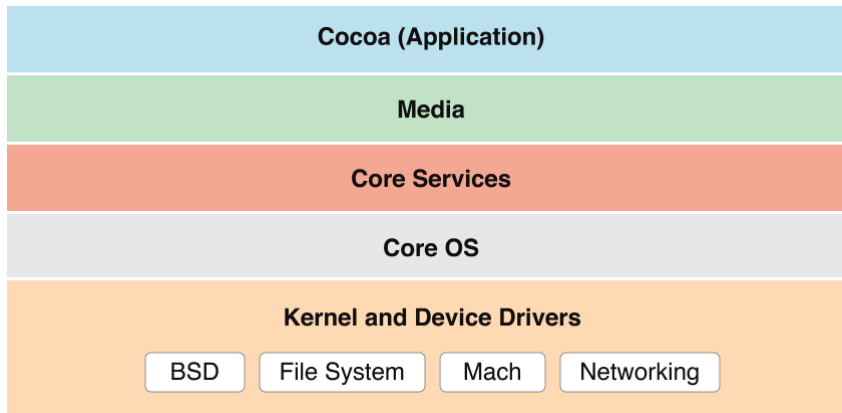 Cocoa (Application)
Media
Core Services
Core OS
Kernel and Device Drivers
BSD File System Mach Networking